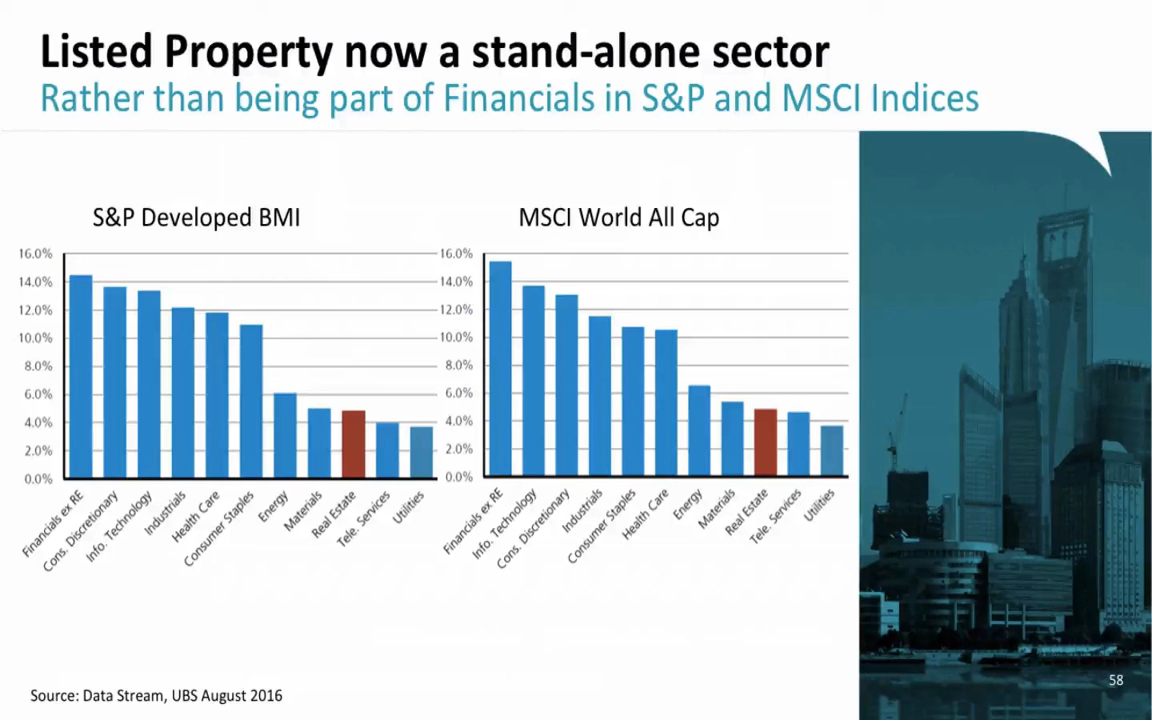 Listed Property now a stand-alone sector
Rather than being part of Financials in S&P and MSCI Indices
S&P Developed BMI
16.0%
14.0%
12.0%
10.0%
8.0%
6.0%
4.0%
2.0%
0.0%
Financials ex RE
Cons. Discretionary
Info. Technology
Industrials
Health Care
Consumer Staples
Energy
Materials
Real Estate
Tele. Services
Utilities
MSCI World All Cap
16.0%
14.0%
12.0%
10.0%
8.0%
6.0%
4.0%
2.0%
0.0%
Financials ex RE
Info. Technology
Cons. Discretionary
Industrials
Consumer Staples
Health Care
Energy
Materials
Real Estate
Tele. Services
Utilities
Source: Data Stream, UBS August 2016
58